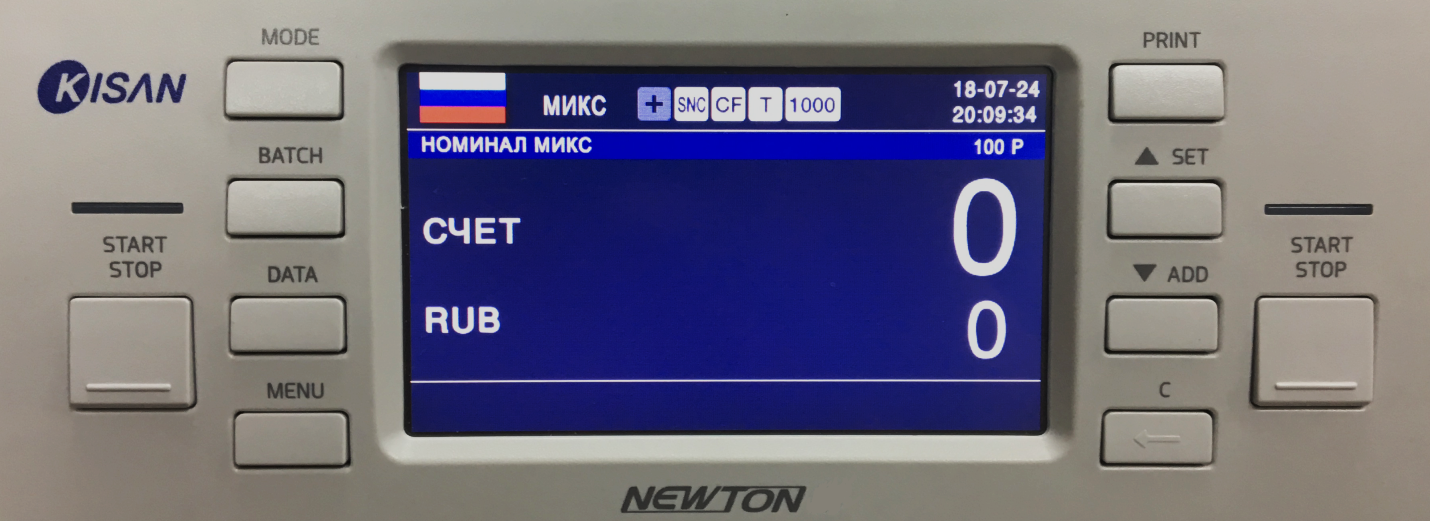 KISAN
MODE
BATCH
START
STOP
DATA
MENU
МИКС + SNC CF T 1000
18-07-24
20:09:34
НОМИНАЛ МИКС 100 Р
СЧЕТ 0
RUB 0
PRINT
▲ SET
▼ ADD
C
←
START
STOP
NEWTON